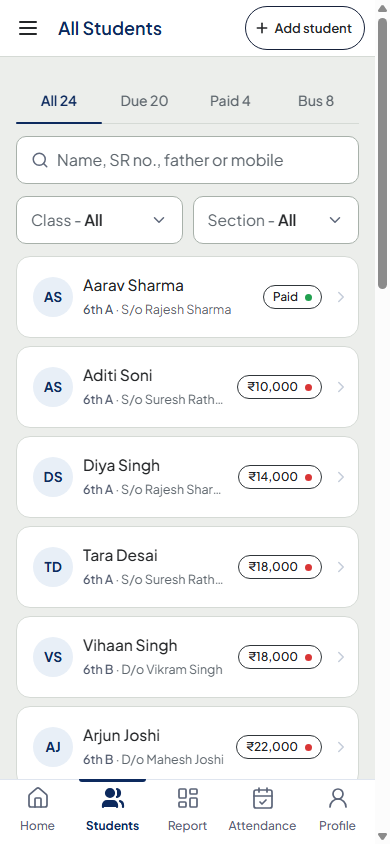 All Students
+ Add student
All 24
Due 20
Paid 4
Bus 8
Name, SR no., father or mobile
Class - All
Section - All
AS
Aarav Sharma
6th A · S/o Rajesh Sharma
Paid
AS
Aditi Soni
6th A · S/o Suresh Rath...
₹10,000
DS
Diya Singh
6th A · S/o Rajesh Shar...
₹14,000
TD
Tara Desai
6th A · S/o Suresh Rath...
₹18,000
VS
Vihaan Singh
6th B · D/o Vikram Singh
₹18,000
AJ
Arjun Joshi
6th B · D/o Mahesh Joshi
₹22,000
Home
Students
Report
Attendance
Profile